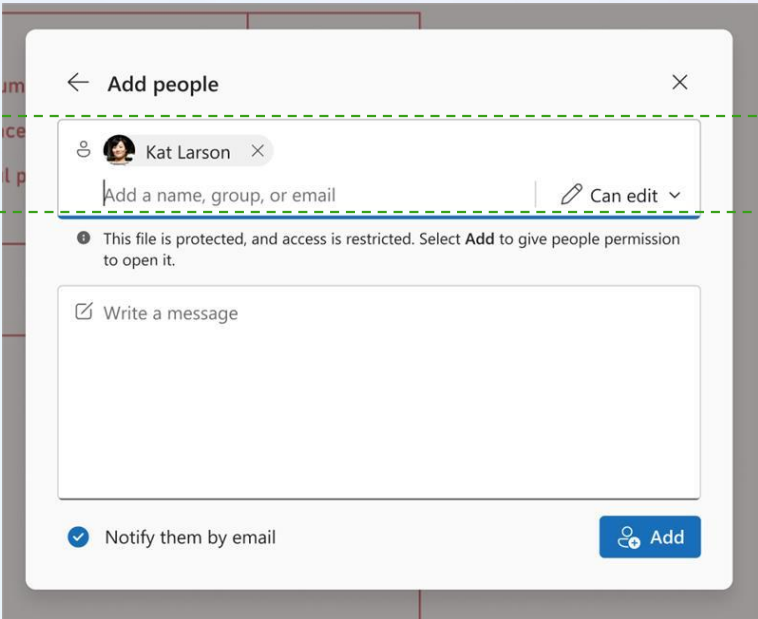 Add people
Kat Larson
Add a name, group, or email
Can edit
This file is protected, and access is restricted. Select Add to give people permission
to open it.
Write a message
Notify them by email
Add